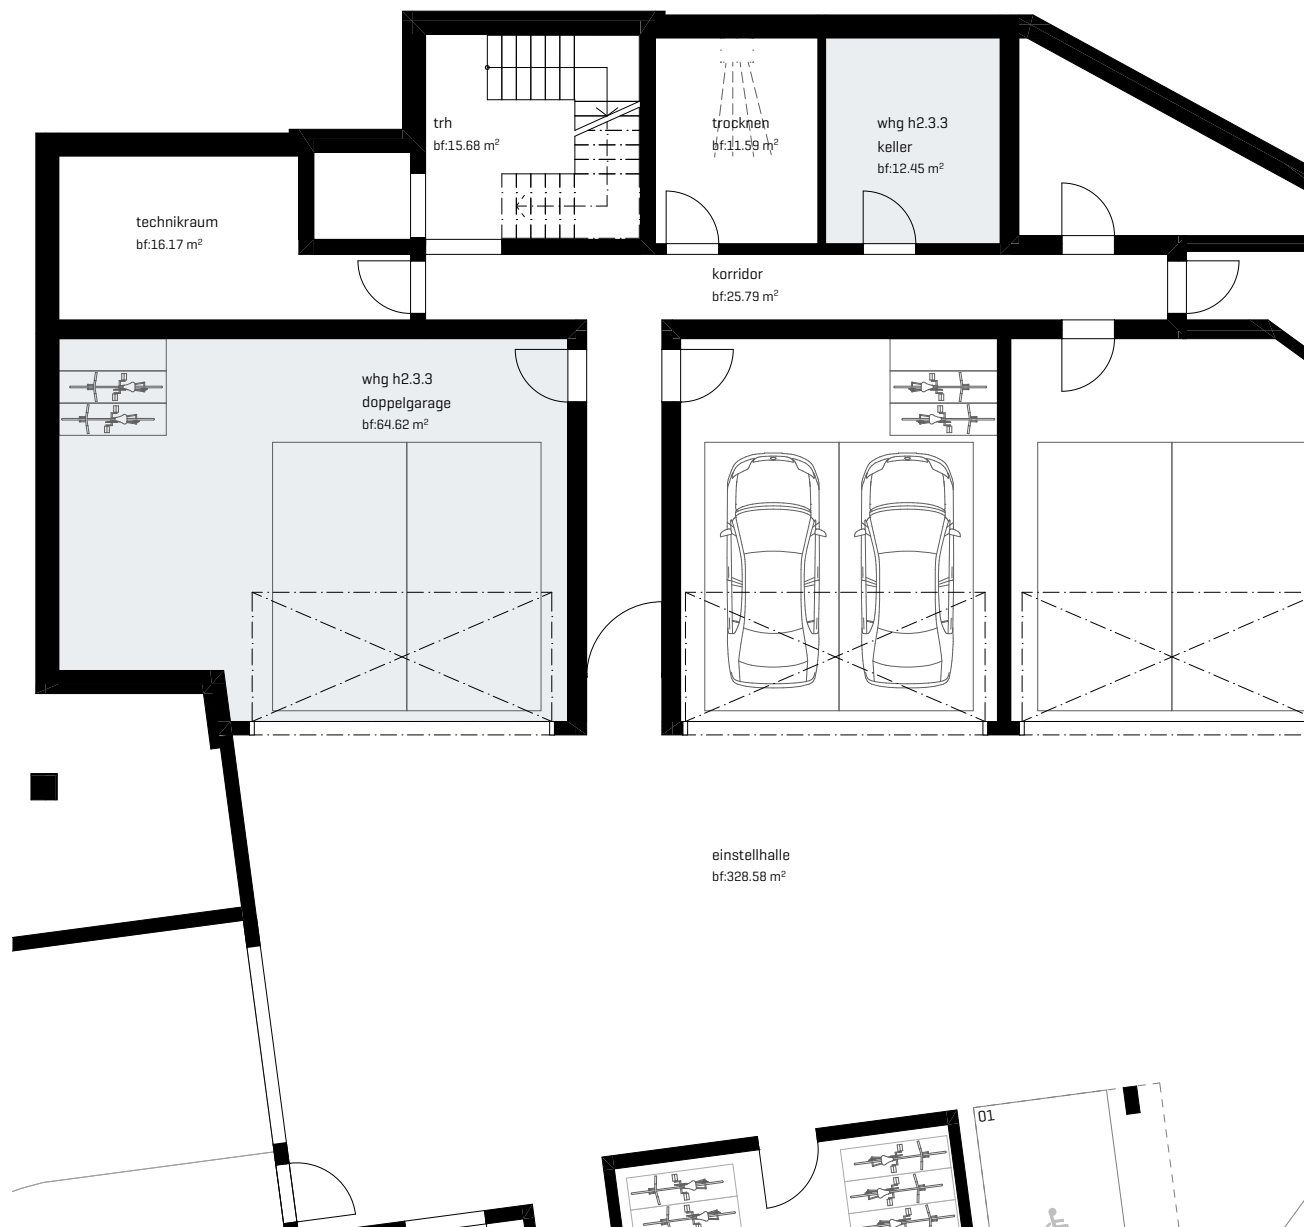 trh
bf:15.68 m²
trocknen
bf:11.59 m²
whg h2.3.3
keller
bf:12.45 m²
technikraum
bf:16.17 m²
korridor
bf:25.79 m²
whg h2.3.3
doppelgarage
bf:64.62 m²
einstellhalle
bf:328.58 m²
01